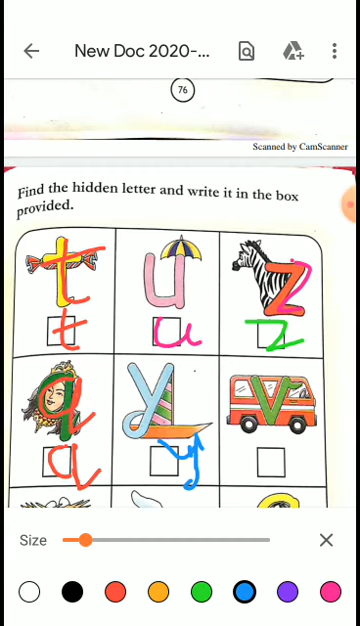 New Doc 2020-...
76
Scanned by CamScanner
Find the hidden letter and write it in the box
provided.
t u z
t u z
q y v
q y
Size